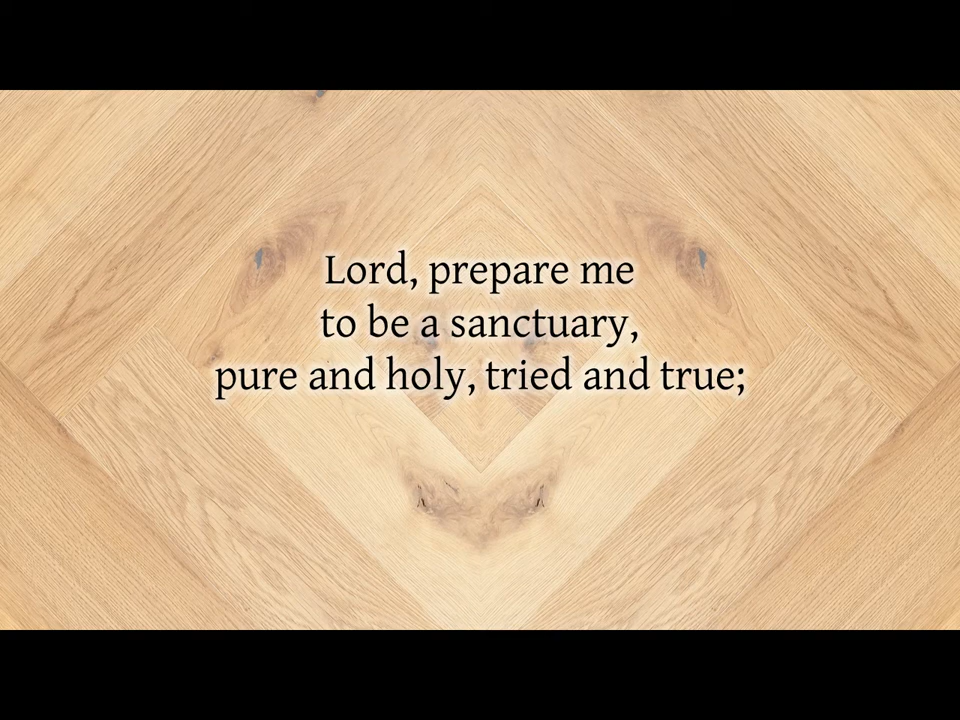 Lord, prepare me
to be a sanctuary,
pure and holy, tried and true;